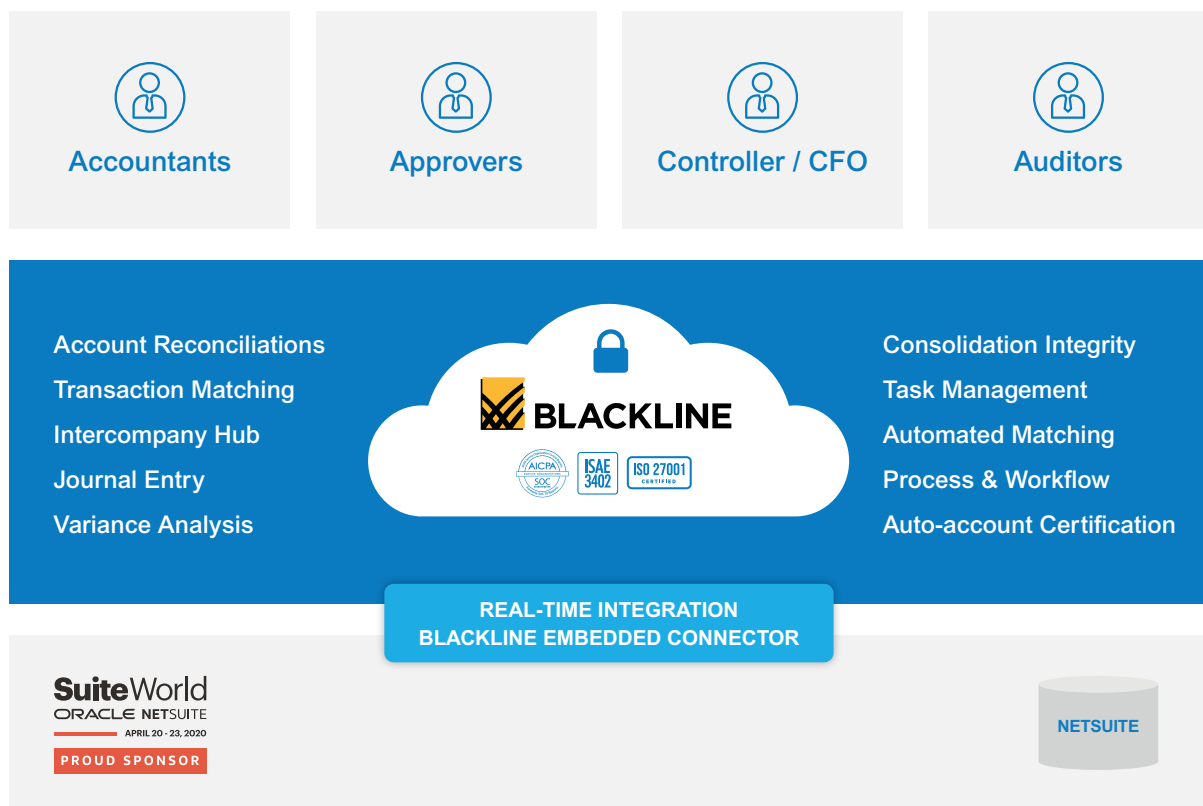 Accountants
Approvers
Controller / CFO
Auditors
Account Reconciliations
Transaction Matching
Intercompany Hub
Journal Entry
Variance Analysis
BLACKLINE
AICPA
SOC
ISAE
3402
ISO 27001
CERTIFIED
Consolidation Integrity
Task Management
Automated Matching
Process & Workflow
Auto-account Certification
REAL-TIME INTEGRATION
BLACKLINE EMBEDDED CONNECTOR
SuiteWorld
ORACLE NETSUITE
APRIL 20 - 23, 2020
PROUD SPONSOR
NETSUITE